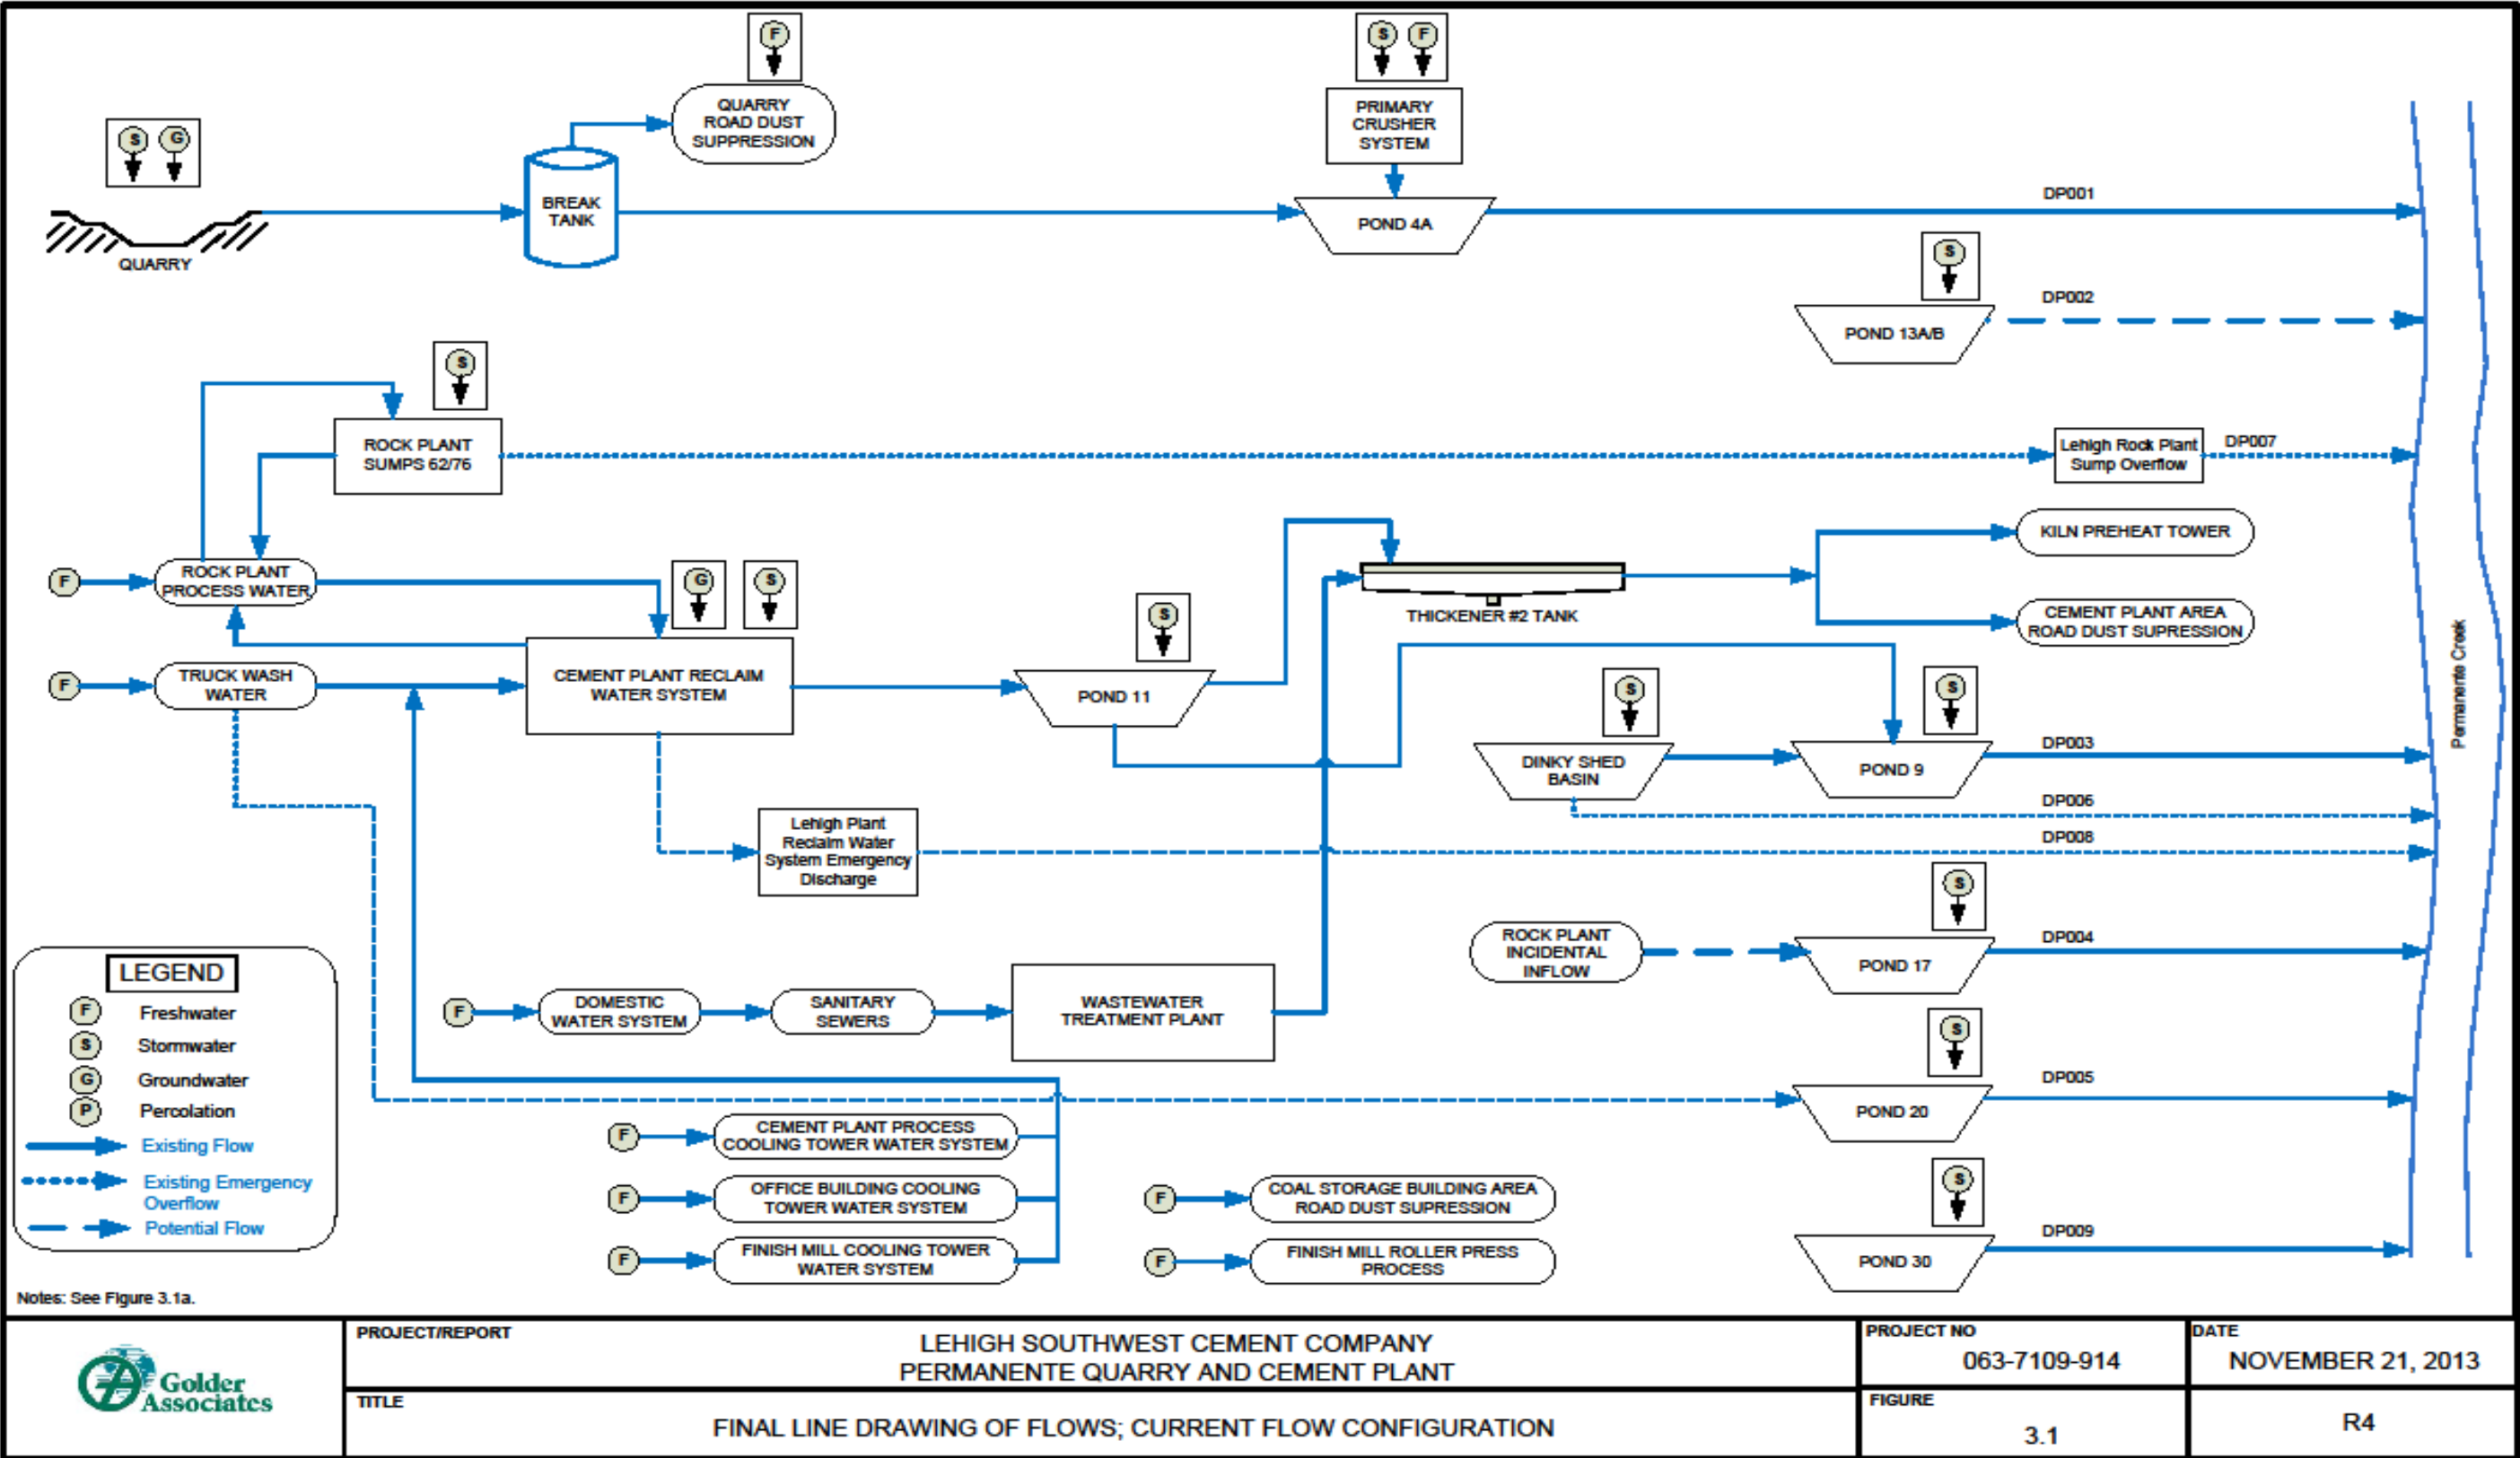 F
S F
QUARRY
ROAD DUST
SUPPRESSION
PRIMARY
CRUSHER
SYSTEM
S G
BREAK
TANK
POND 4A
DP001
QUARRY
S
DP002
POND 13A/B
S
ROCK PLANT
SUMPS 62/76
Lehigh Rock Plant
Sump Overflow
DP007
KILN PREHEAT TOWER
F
ROCK PLANT
PROCESS WATER
G
S
S
THICKENER #2 TANK
CEMENT PLANT AREA
ROAD DUST SUPRESSION
F
TRUCK WASH
WATER
CEMENT PLANT RECLAIM
WATER SYSTEM
POND 11
S
S
Permanente Creek
DINKY SHED
BASIN
POND 9
DP003
DP006
Lehigh Plant
Reclaim Water
System Emergency
Discharge
DP008
S
ROCK PLANT
INCIDENTAL
INFLOW
POND 17
DP004
F
DOMESTIC
WATER SYSTEM
SANITARY
SEWERS
WASTEWATER
TREATMENT PLANT
S
POND 20
DP005
F
CEMENT PLANT PROCESS
COOLING TOWER WATER SYSTEM
F
OFFICE BUILDING COOLING
TOWER WATER SYSTEM
F
COAL STORAGE BUILDING AREA
ROAD DUST SUPRESSION
S
F
FINISH MILL COOLING TOWER
WATER SYSTEM
F
FINISH MILL ROLLER PRESS
PROCESS
POND 30
DP009
LEGEND
F Freshwater
S Stormwater
G Groundwater
P Percolation
Existing Flow
Existing Emergency
Overflow
Potential Flow
Notes: See Figure 3.1a.
Golder
Associates
PROJECT/REPORT
LEHIGH SOUTHWEST CEMENT COMPANY
PERMANENTE QUARRY AND CEMENT PLANT
PROJECT NO
063-7109-914
DATE
NOVEMBER 21, 2013
TITLE
FINAL LINE DRAWING OF FLOWS; CURRENT FLOW CONFIGURATION
FIGURE
3.1
R4